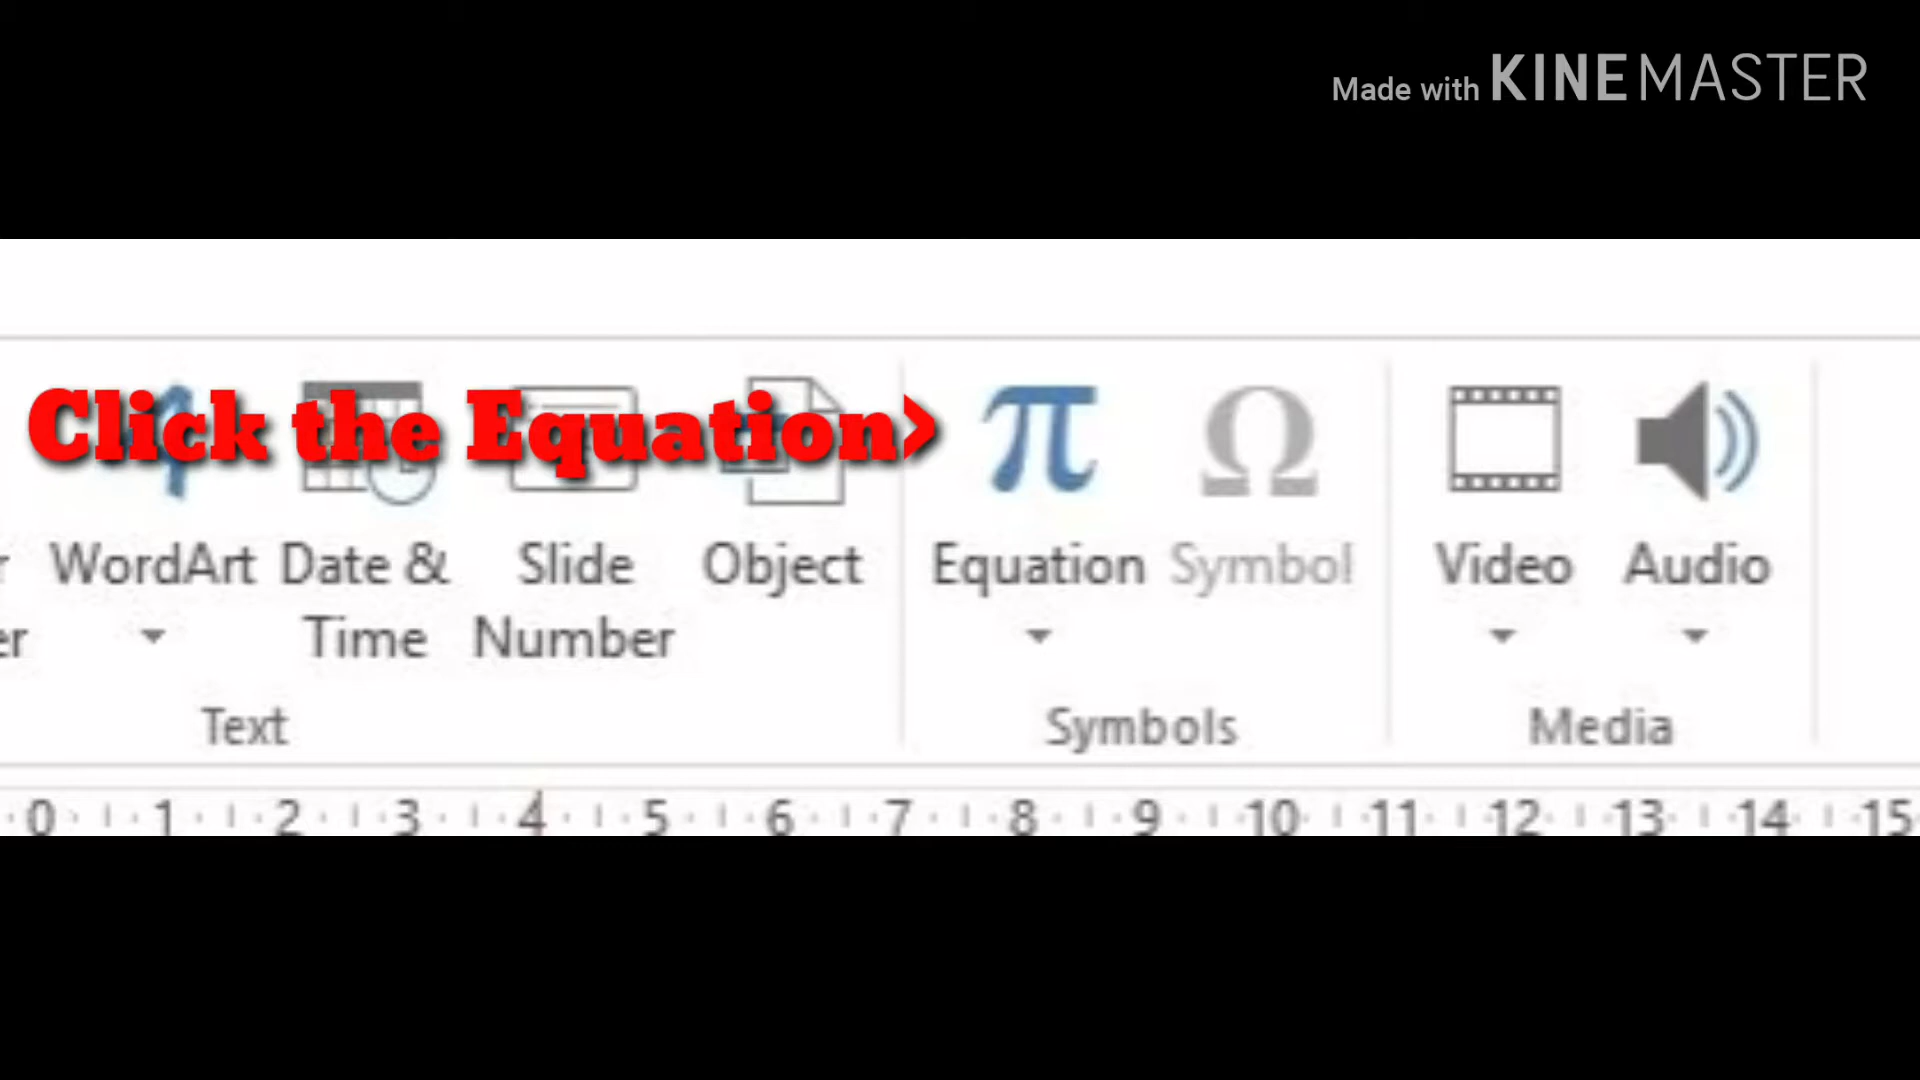 Made with KINEMASTER
Click the Equation>
WordArt Date & Slide Object Equation Symbol Video Audio
Time Number
Text Symbols Media
0 1 2 3 4 5 6 7 8 9 10 11 12 13 14 15